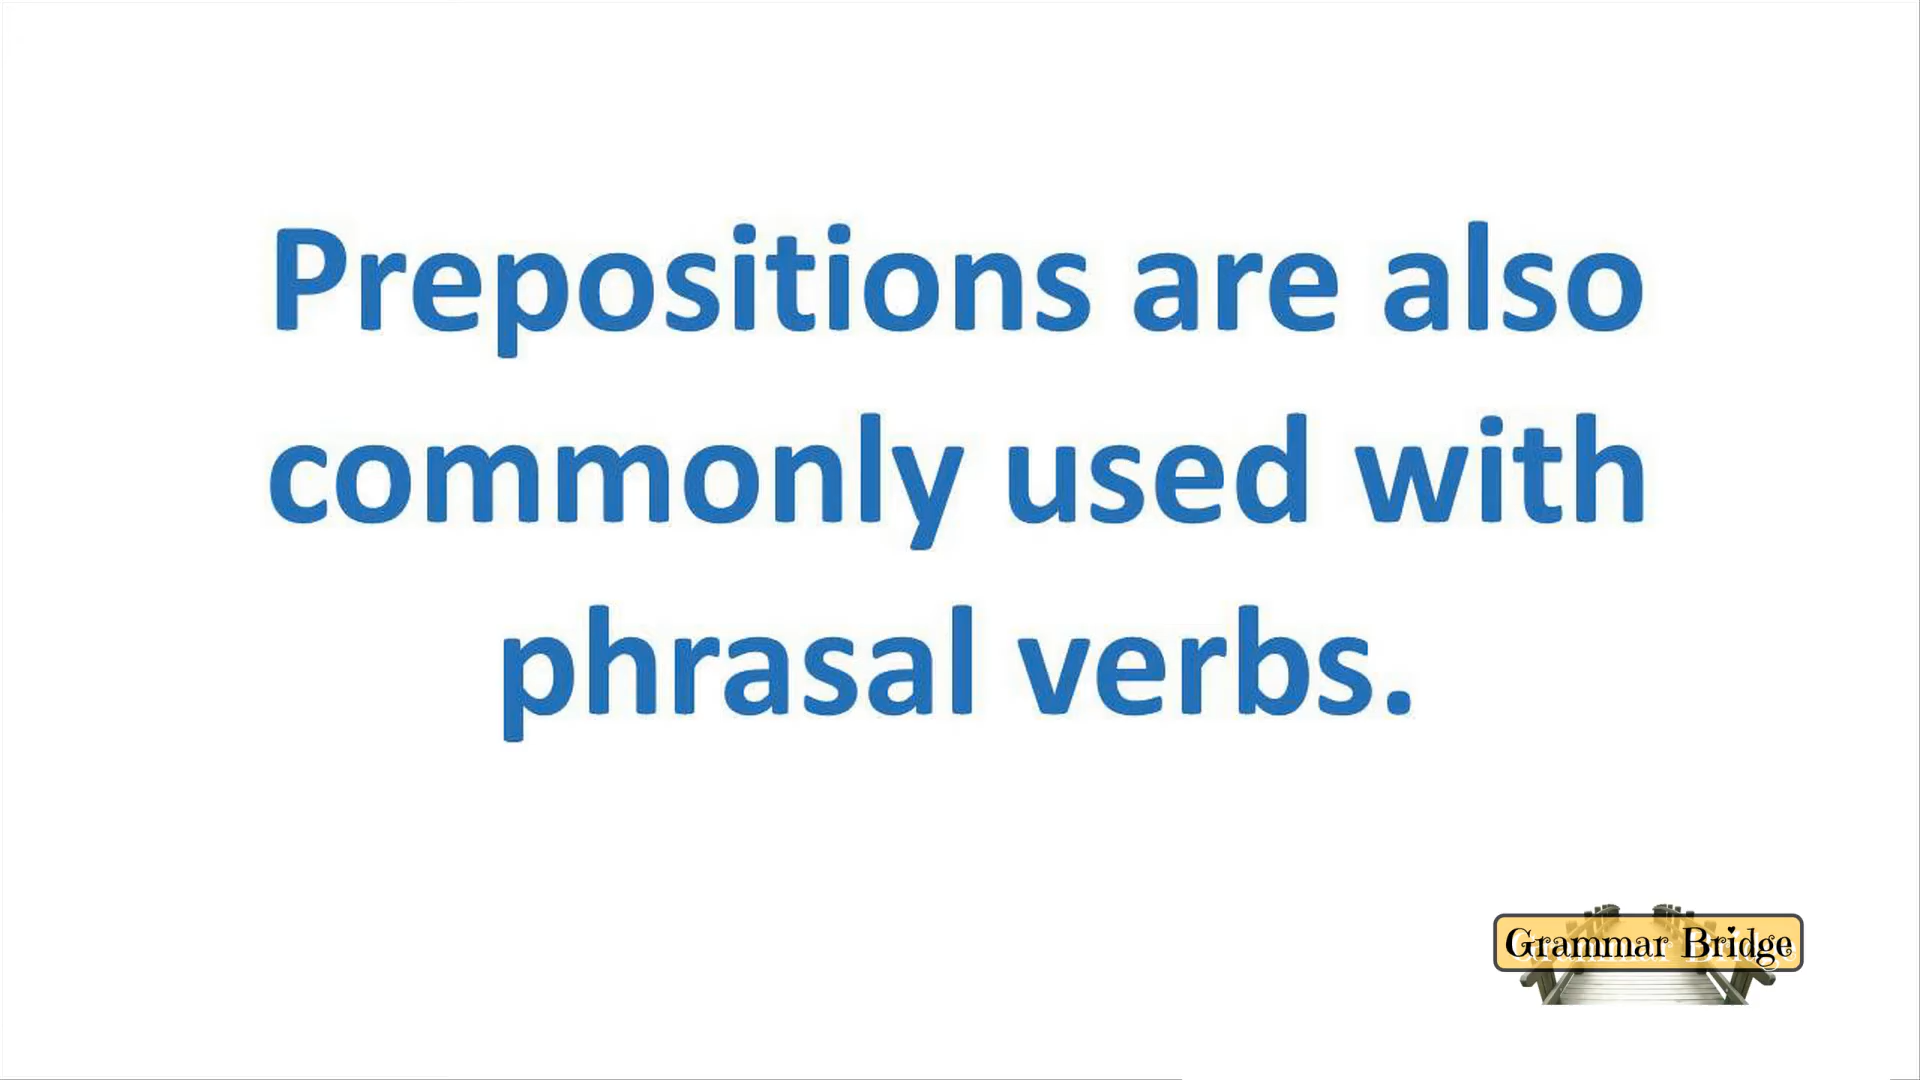 Prepositions are also
commonly used with
phrasal verbs.
Grammar Bridge